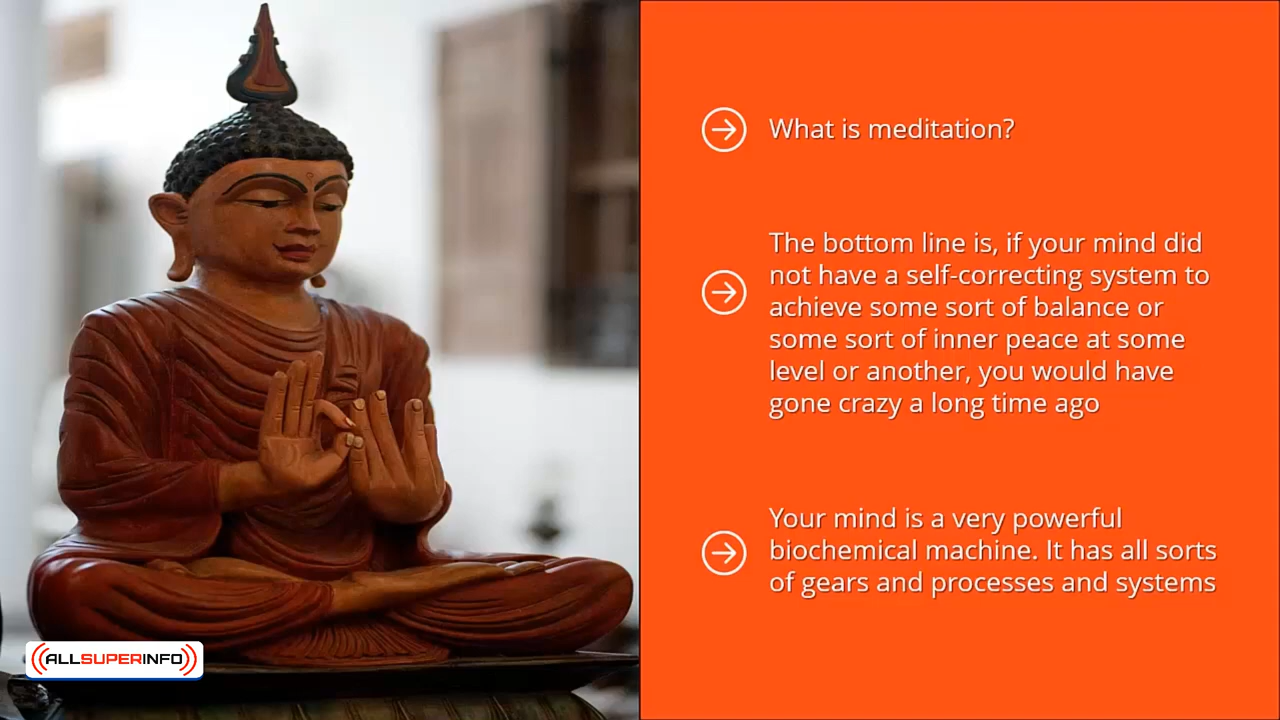 What is meditation?
The bottom line is, if your mind did
not have a self-correcting system to
achieve some sort of balance or
some sort of inner peace at some
level or another, you would have
gone crazy a long time ago
Your mind is a very powerful
biochemical machine. It has all sorts
of gears and processes and systems
ALLSUPERINFO